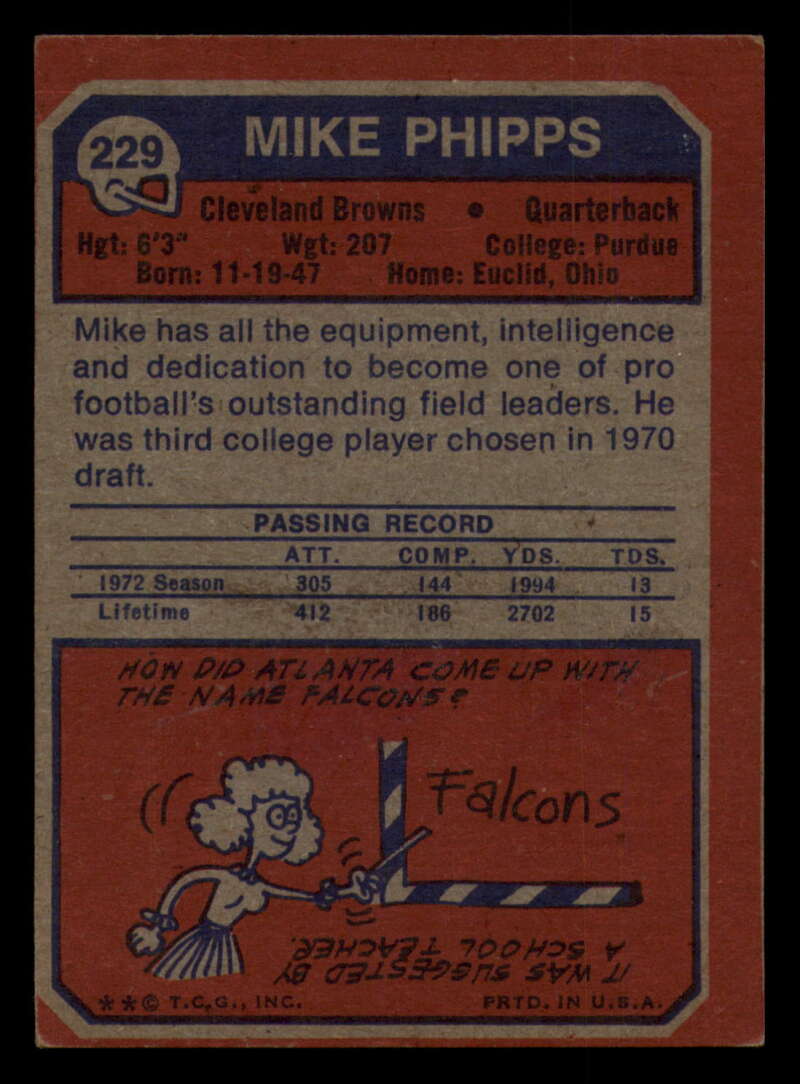 229
MIKE PHIPPS
Cleveland Browns • Quarterback
Hgt: 6'3" Wgt: 207 College: Purdue
Born: 11-19-47 Home: Euclid, Ohio
Mike has all the equipment, intelligence
and dedication to become one of pro
football's outstanding field leaders. He
was third college player chosen in 1970
draft.
PASSING RECORD
ATT. COMP. YDS. TDS.
1972 Season 305 144 1994 13
Lifetime 412 186 2702 15
HOW DID ATLANTA COME UP WITH
THE NAME FALCONS?
Falcons
IT WAS SUGGESTED BY
A SCHOOL TEACHER.
**© T.C.G., INC. PRTD. IN U.S.A.